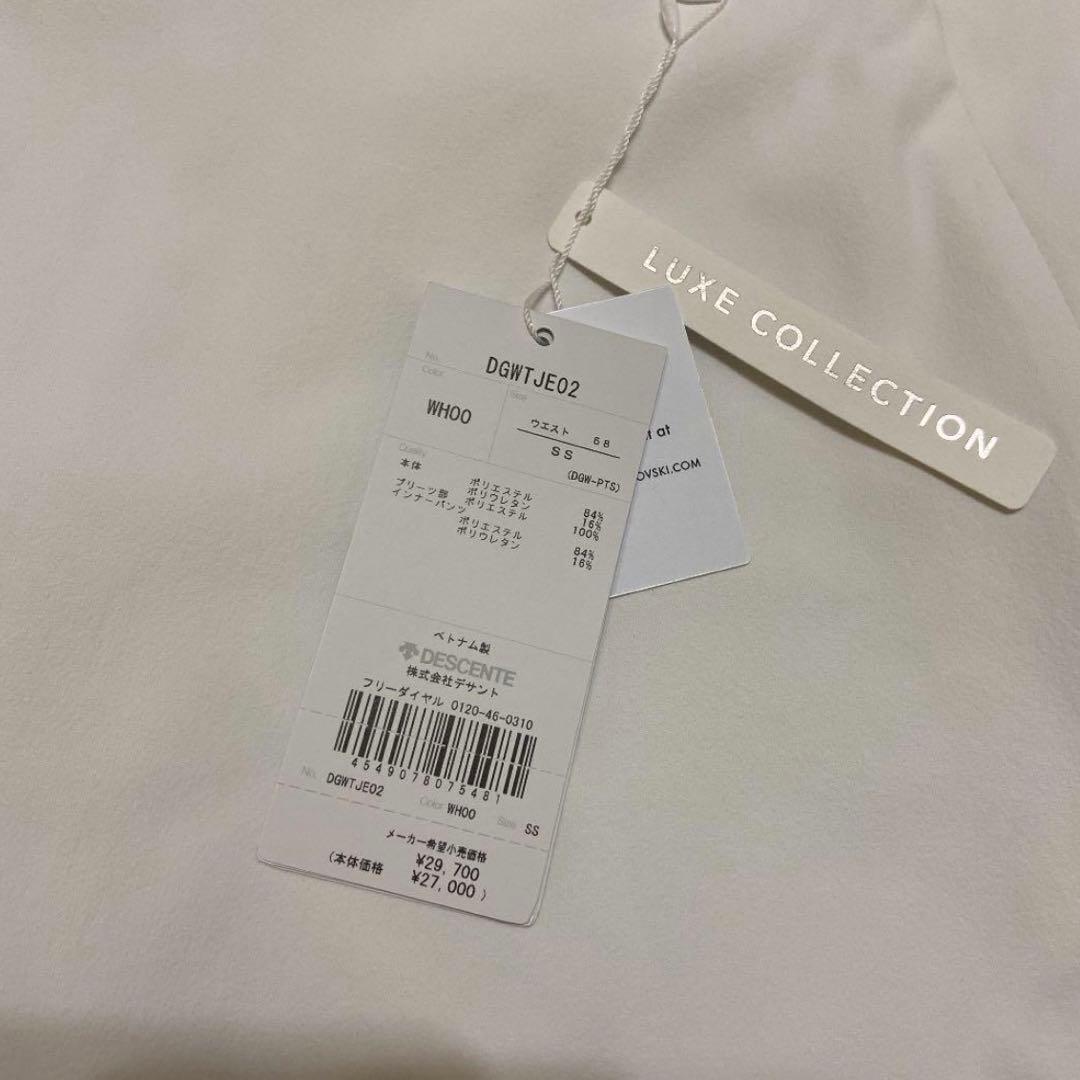 LUXE COLLECTION
at
OVSKI.COM
No. DGWTJE02
Color Size
WH00
ウエスト 68
SS
(DGW-PTS)
Quality
本体 ポリエステル 84%
ポリウレタン 16%
プリーツ部 ポリエステル 100%
インナーパンツ
ポリエステル 84%
ポリウレタン 16%
ベトナム製
DESCENTE
株式会社デサント
フリーダイヤル 0120-46-0310
4549078075481
No. DGWTJE02 Color WH00 Size SS
メーカー希望小売価格
¥29,700
(本体価格 ¥27,000)